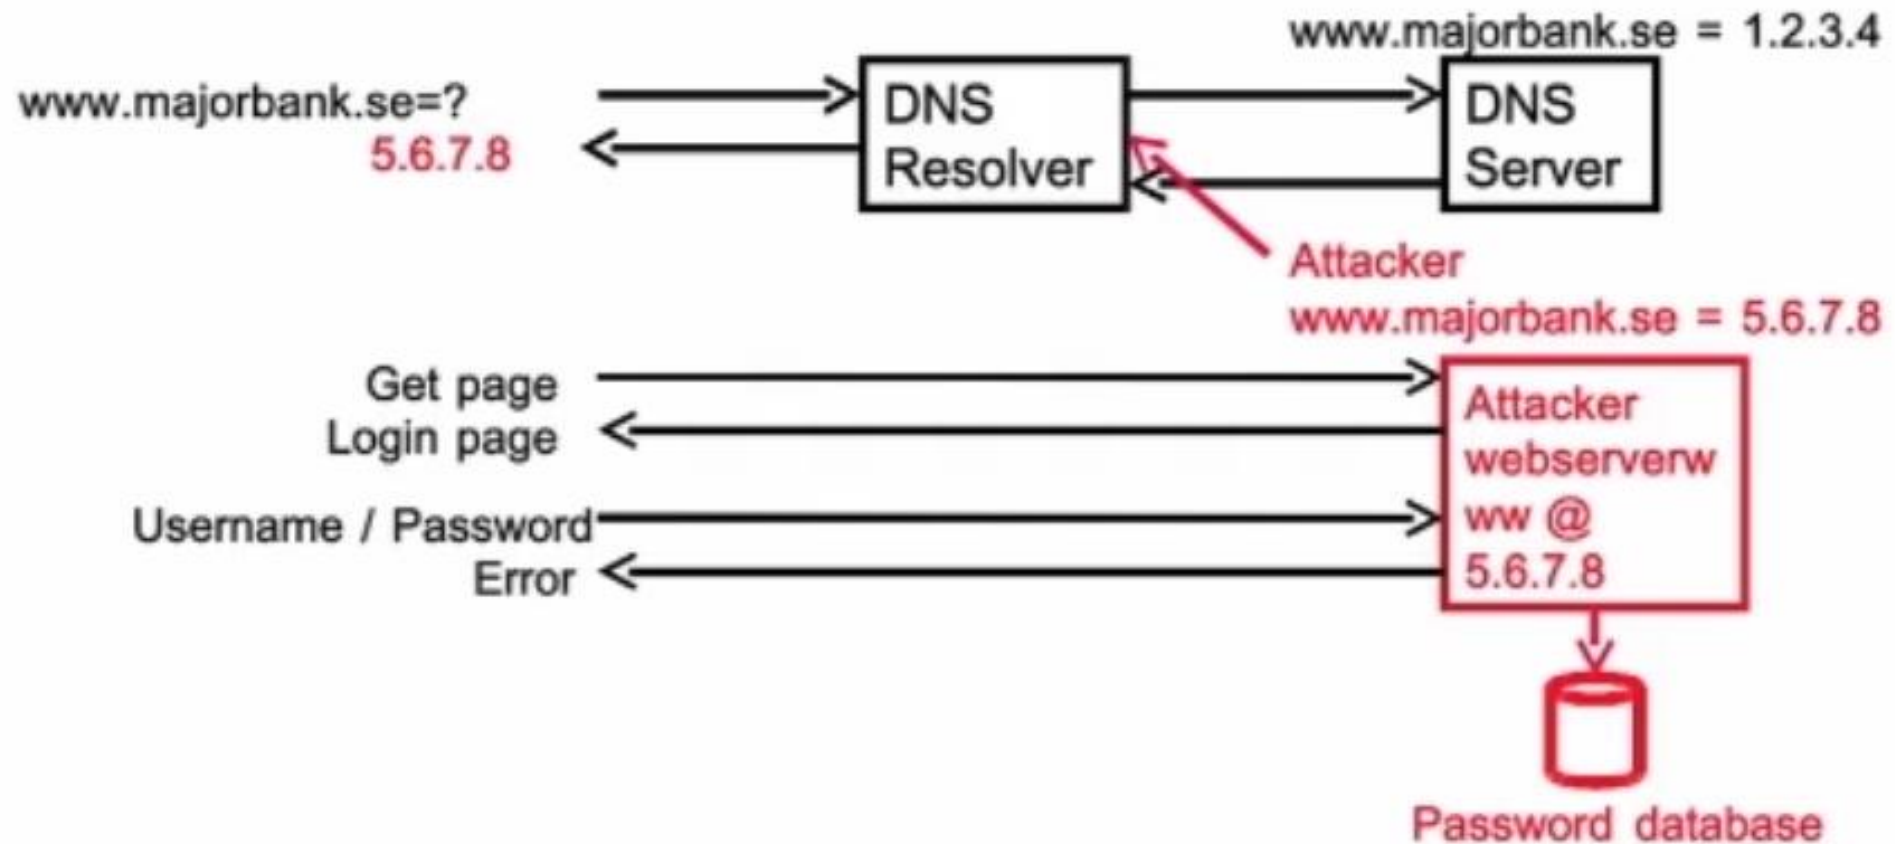 www.majorbank.se = 1.2.3.4
www.majorbank.se=?
5.6.7.8
DNS
Resolver
DNS
Server
Attacker
www.majorbank.se = 5.6.7.8
Get page
Login page
Username / Password
Error
Attacker
webserverw
ww @
5.6.7.8
Password database